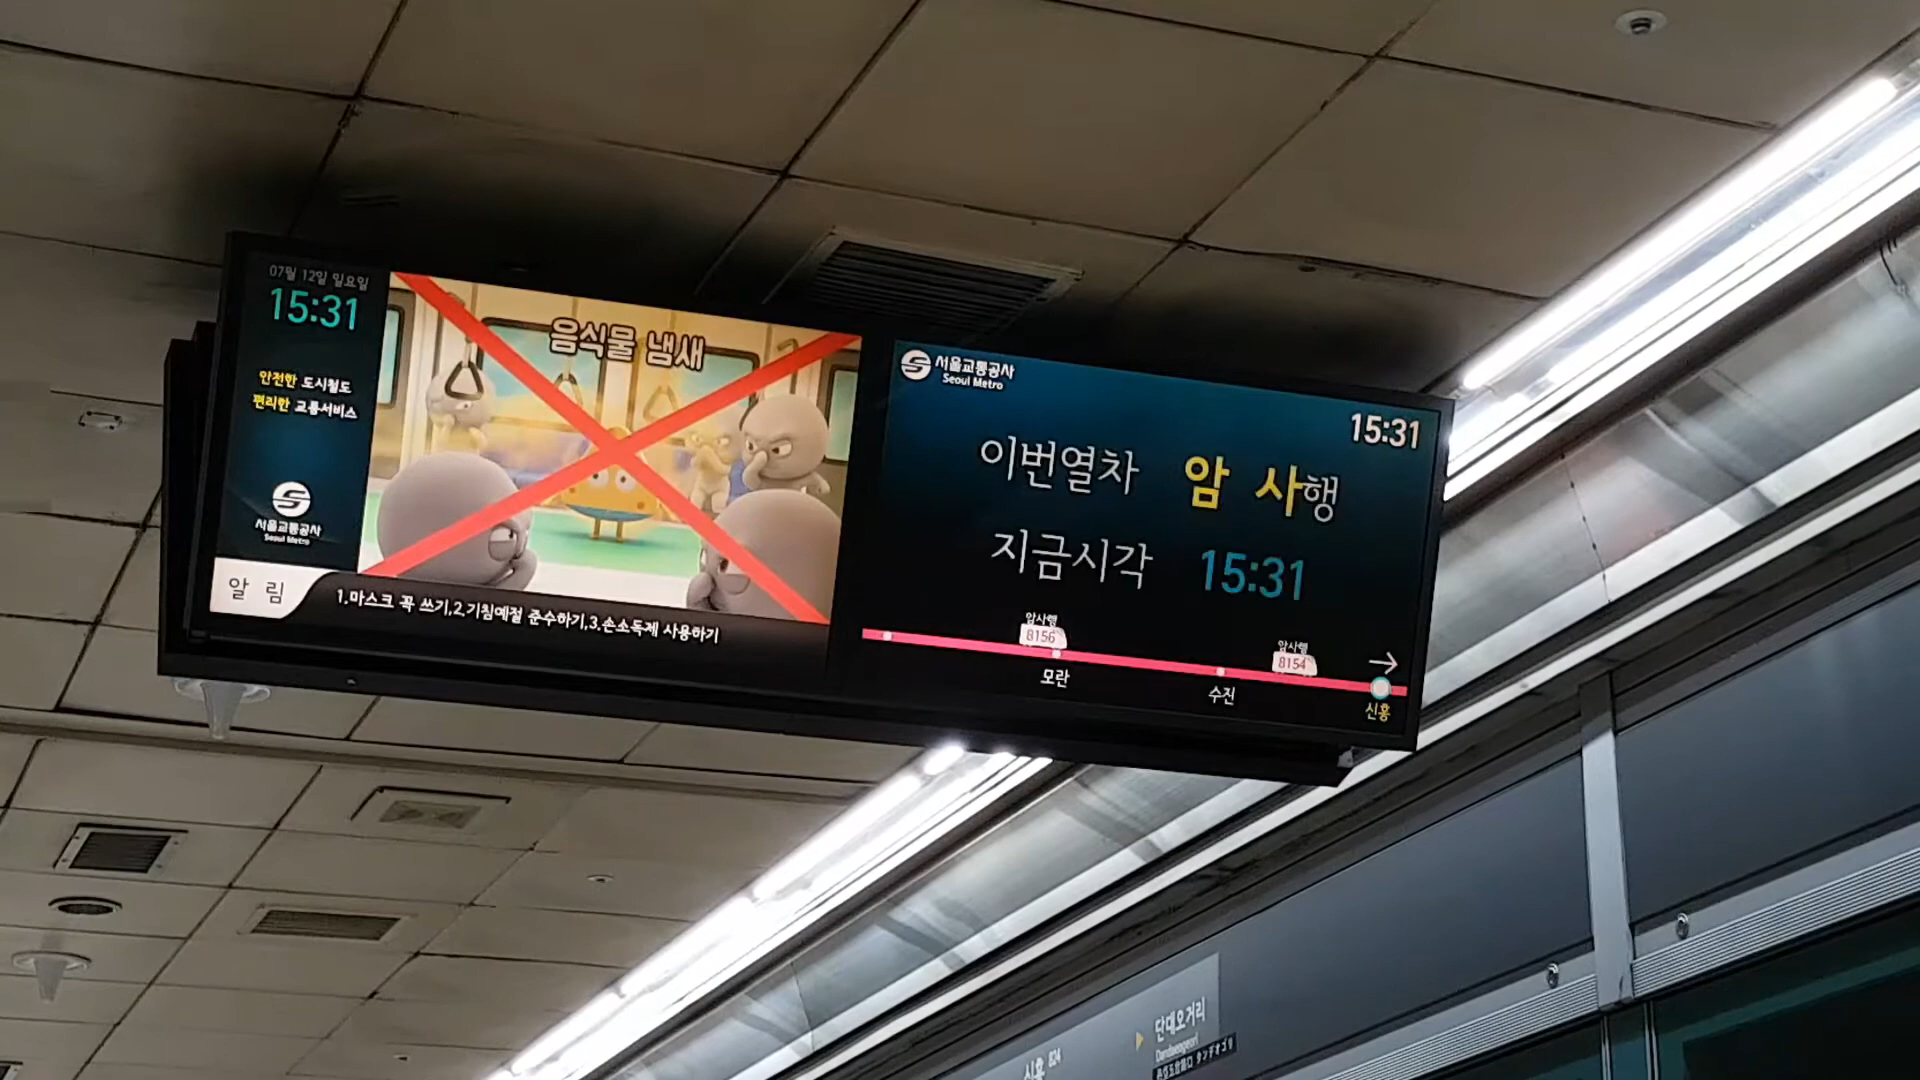 07월 12일 일요일
15:31
안전한 도시철도
편리한 교통서비스
서울교통공사
Seoul Metro
음식물 냄새
알 림
1.마스크 꼭 쓰기,2.기침예절 준수하기,3.손소독제 사용하기
서울교통공사
Seoul Metro
15:31
이번열차 암 사행
지금시각 15:31
암사행
8156
암사행
8154
→
모란
수진
신흥
신흥 824
단대오거리
Dandaeogeori